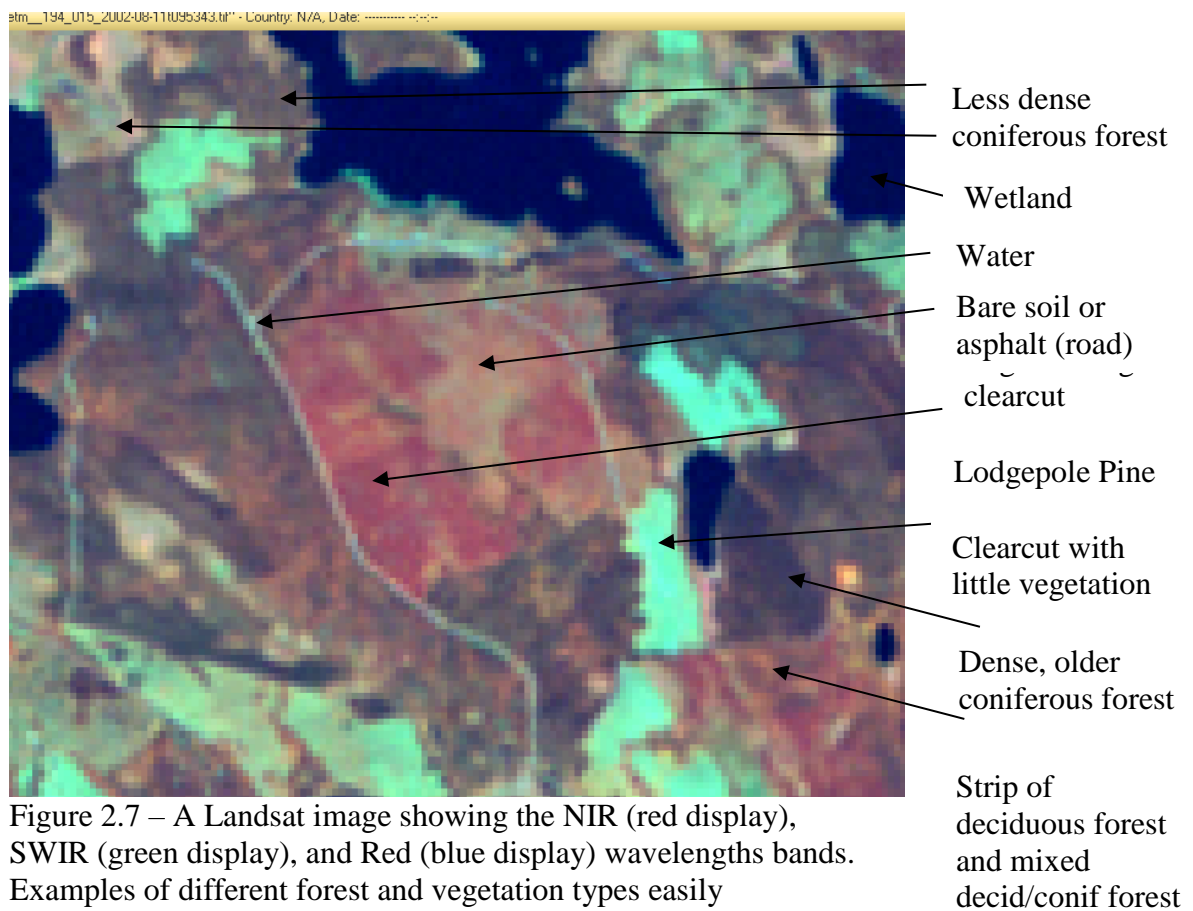 etm__194_015_2002-08-11t095343.tif" - Country: N/A, Date: ---------- --:--:--
Less dense
coniferous forest
Wetland
Water
Bare soil or
asphalt (road)
clearcut
Lodgepole Pine
Clearcut with
little vegetation
Dense, older
coniferous forest
Strip of
deciduous forest
and mixed
decid/conif forest
Figure 2.7 – A Landsat image showing the NIR (red display),
SWIR (green display), and Red (blue display) wavelengths bands.
Examples of different forest and vegetation types easily